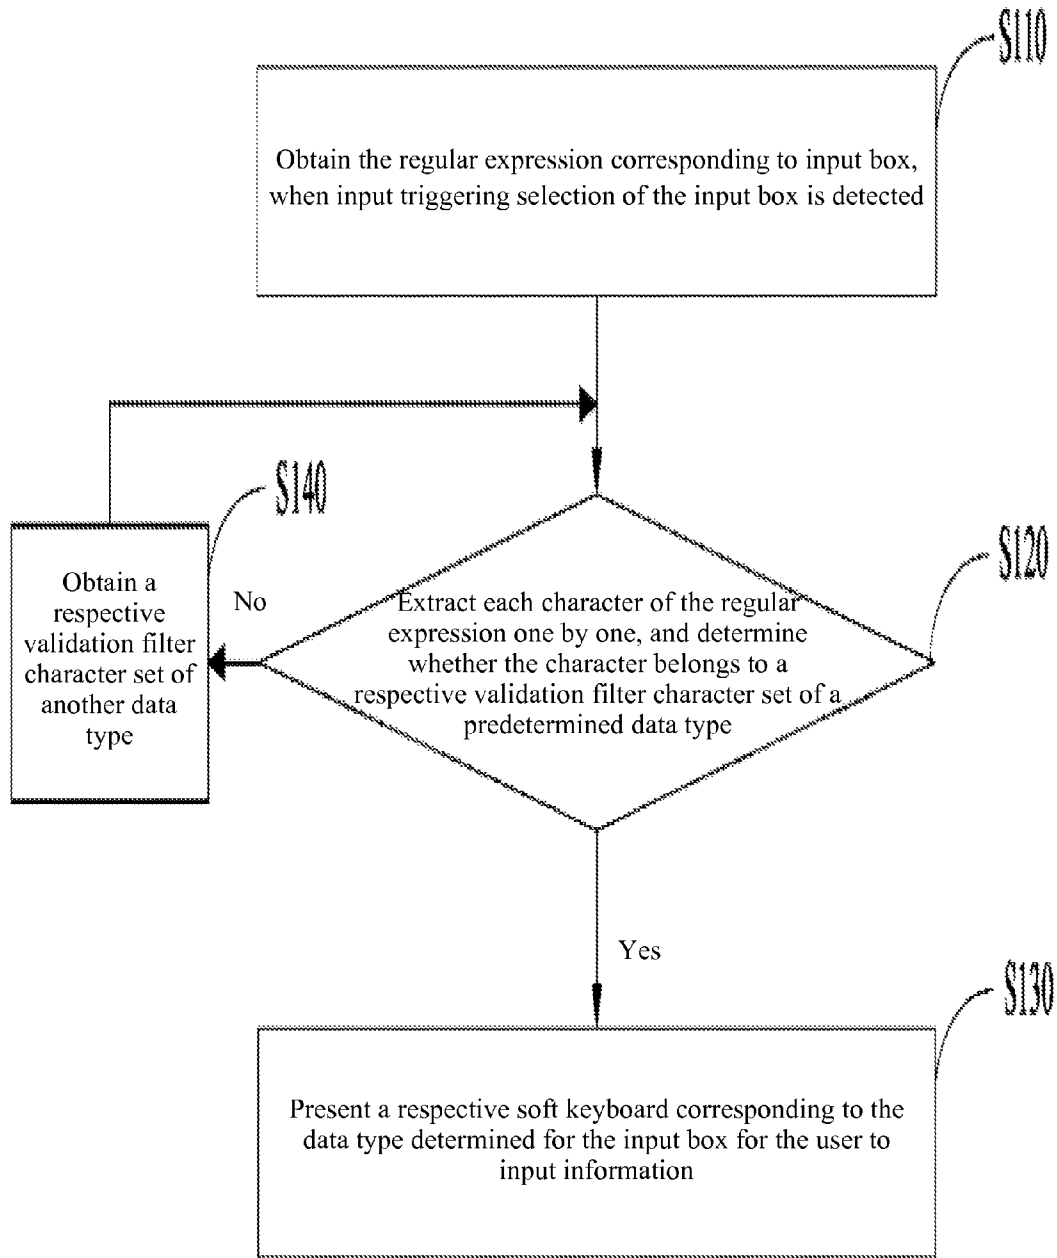 S110
Obtain the regular expression corresponding to input box,
when input triggering selection of the input box is detected
S140
Obtain a
respective
validation filter
character set of
another data
type
No
S120
Extract each character of the regular
expression one by one, and determine
whether the character belongs to a
respective validation filter character set of a
predetermined data type
Yes
S130
Present a respective soft keyboard corresponding to the
data type determined for the input box for the user to
input information